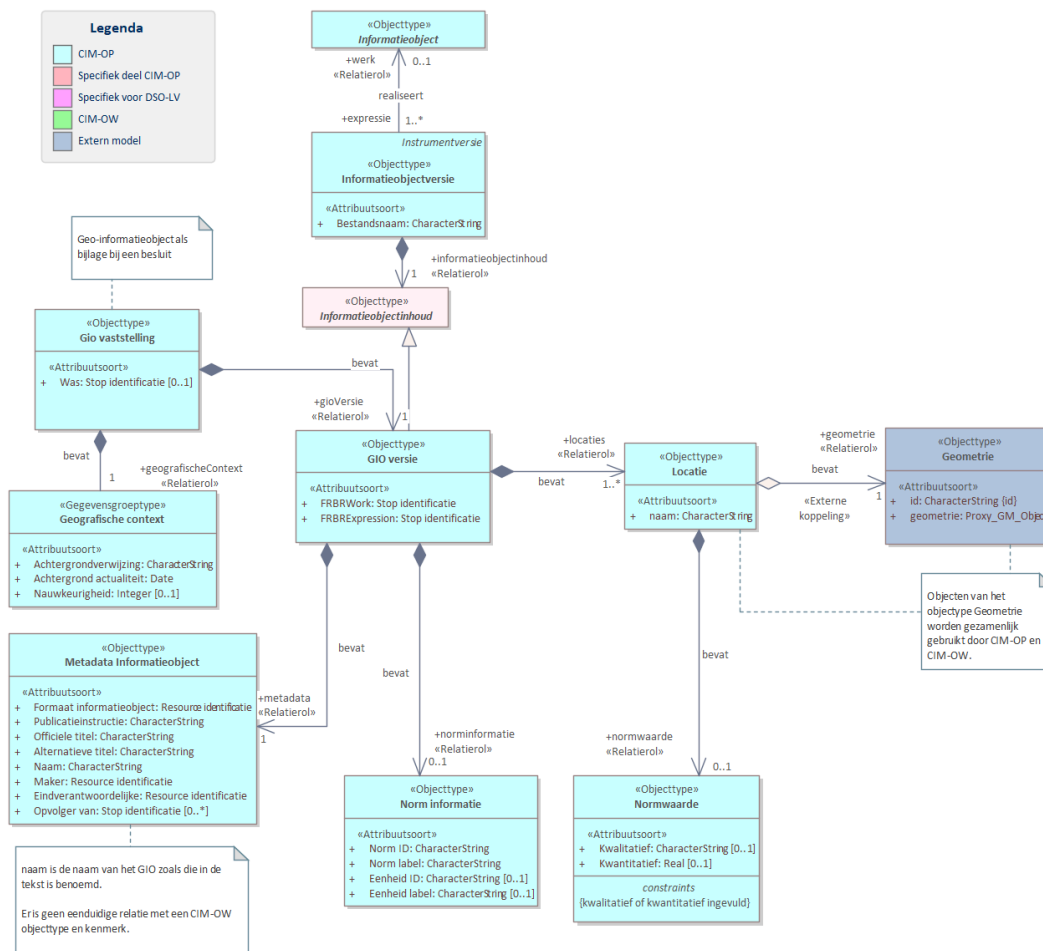 Legenda
CIM-OP
Specifiek deel CIM-OP
Specifiek voor DSO-LV
CIM-OW
Extern model
«Objecttype»
Informatieobject
+werk
«Relatierol»
0..1
realiseert
+expressie
1..*
Instrumentversie
«Objecttype»
Informatieobjectversie
«Attribuutsoort»
+ Bestandsnaam: CharacterString
+informatieobjectinhoud
«Relatierol»
1
«Objecttype»
Informatieobjectinhoud
Geo-informatieobject als
bijlage bij een besluit
«Objecttype»
Gio vaststelling
«Attribuutsoort»
+ Was: Stop identificatie [0..1]
bevat
+gioVersie
«Relatierol»
1
bevat
+geografischeContext
«Relatierol»
1
«Gegevensgroeptype»
Geografische context
«Attribuutsoort»
+ Achtergrondverwijzing: CharacterString
+ Achtergrond actualiteit: Date
+ Nauwkeurigheid: Integer [0..1]
«Objecttype»
GIO versie
«Attribuutsoort»
+ FRBRWork: Stop identificatie
+ FRBRExpression: Stop identificatie
+locaties
«Relatierol»
bevat
1..*
«Objecttype»
Locatie
«Attribuutsoort»
+ naam: CharacterString
+geometrie
«Relatierol»
bevat
1
«Externe
koppeling»
«Objecttype»
Geometrie
«Attribuutsoort»
+ id: CharacterString {id}
+ geometrie: Proxy_GM_Objec
Objecten van het
objectype Geometrie
worden gezamenlijk
gebruikt door CIM-OP en
CIM-OW.
«Objecttype»
Metadata Informatieobject
«Attribuutsoort»
+ Formaat informatieobject: Resource identificatie
+ Publicatieinstructie: CharacterString
+ Officiele titel: CharacterString
+ Alternatieve titel: CharacterString
+ Naam: CharacterString
+ Maker: Resource identificatie
+ Eindverantwoordelijke: Resource identificatie
+ Opvolger van: Stop identificatie [0..*]
bevat
+metadata
«Relatierol»
1
bevat
+norminformatie
«Relatierol»
0..1
bevat
+normwaarde
«Relatierol»
0..1
«Objecttype»
Norm informatie
«Attribuutsoort»
+ Norm ID: CharacterString
+ Norm label: CharacterString
+ Eenheid ID: CharacterString [0..1]
+ Eenheid label: CharacterString [0..1]
«Objecttype»
Normwaarde
«Attribuutsoort»
+ Kwalitatief: CharacterString [0..1]
+ Kwantitatief: Real [0..1]
constraints
{kwalitatief of kwantitatief ingevuld}
naam is de naam van het GIO zoals die in de
tekst is benoemd.
Er is geen eenduidige relatie met een CIM-OW
objecttype en kenmerk.